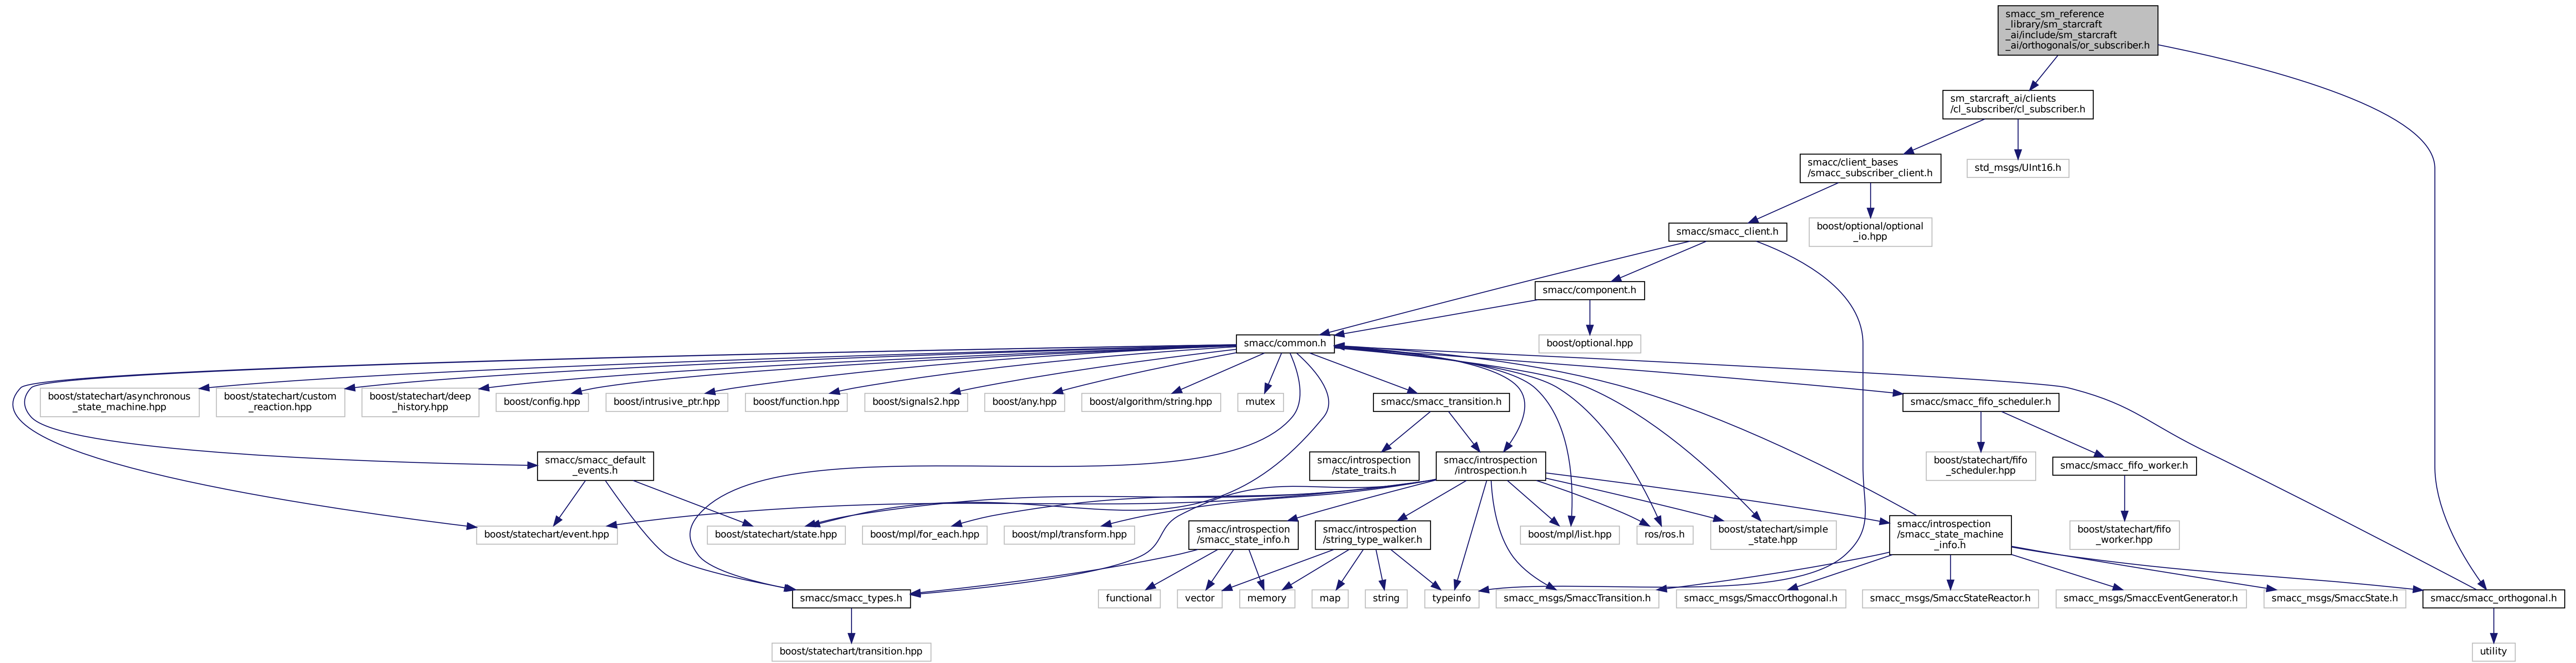 smacc_sm_reference
_library/sm_starcraft
_ai/include/sm_starcraft
_ai/orthogonals/or_subscriber.h
sm_starcraft_ai/clients
/cl_subscriber/cl_subscriber.h
smacc/client_bases
/smacc_subscriber_client.h
std_msgs/UInt16.h
smacc/smacc_client.h
boost/optional/optional
_io.hpp
smacc/component.h
smacc/common.h
boost/optional.hpp
boost/statechart/asynchronous
_state_machine.hpp
boost/statechart/custom
_reaction.hpp
boost/statechart/deep
_history.hpp
boost/config.hpp
boost/intrusive_ptr.hpp
boost/function.hpp
boost/signals2.hpp
boost/any.hpp
boost/algorithm/string.hpp
mutex
smacc/smacc_transition.h
smacc/smacc_fifo_scheduler.h
smacc/smacc_default
_events.h
smacc/introspection
/state_traits.h
smacc/introspection
/introspection.h
boost/statechart/fifo
_scheduler.hpp
smacc/smacc_fifo_worker.h
boost/statechart/event.hpp
boost/statechart/state.hpp
boost/mpl/for_each.hpp
boost/mpl/transform.hpp
smacc/introspection
/smacc_state_info.h
smacc/introspection
/string_type_walker.h
boost/mpl/list.hpp
ros/ros.h
boost/statechart/simple
_state.hpp
smacc/introspection
/smacc_state_machine
_info.h
boost/statechart/fifo
_worker.hpp
smacc/smacc_types.h
functional
vector
memory
map
string
typeinfo
smacc_msgs/SmaccTransition.h
smacc_msgs/SmaccOrthogonal.h
smacc_msgs/SmaccStateReactor.h
smacc_msgs/SmaccEventGenerator.h
smacc_msgs/SmaccState.h
smacc/smacc_orthogonal.h
boost/statechart/transition.hpp
utility